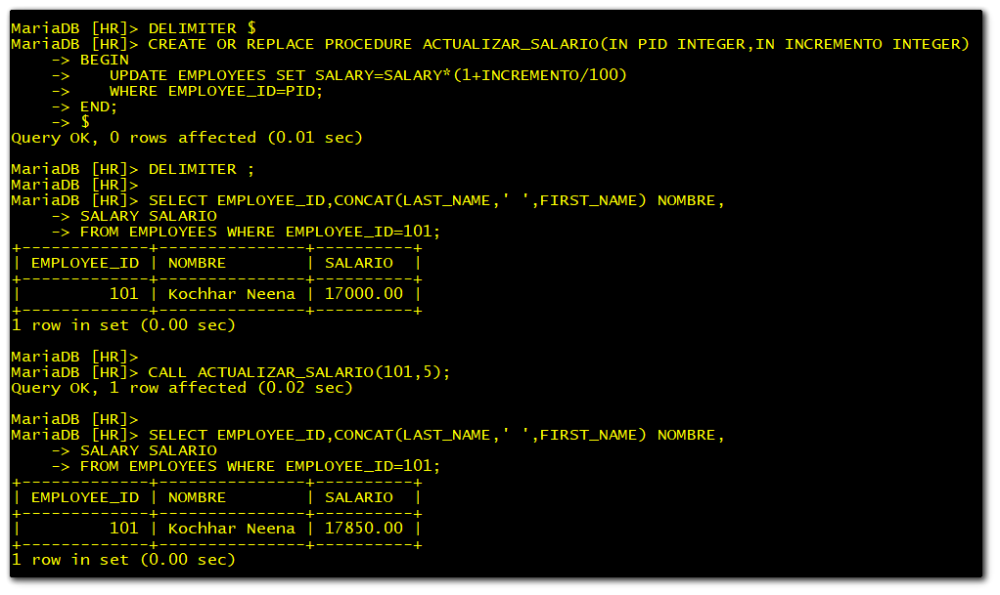 MariaDB [HR]> DELIMITER $
MariaDB [HR]> CREATE OR REPLACE PROCEDURE ACTUALIZAR_SALARIO(IN PID INTEGER,IN INCREMENTO INTEGER)
    -> BEGIN
    ->    UPDATE EMPLOYEES SET SALARY=SALARY*(1+INCREMENTO/100)
    ->    WHERE EMPLOYEE_ID=PID;
    -> END;
    -> $
Query OK, 0 rows affected (0.01 sec)

MariaDB [HR]> DELIMITER ;
MariaDB [HR]>
MariaDB [HR]> SELECT EMPLOYEE_ID,CONCAT(LAST_NAME,' ',FIRST_NAME) NOMBRE,
    -> SALARY SALARIO
    -> FROM EMPLOYEES WHERE EMPLOYEE_ID=101;
+-------------+---------------+----------+
| EMPLOYEE_ID | NOMBRE        | SALARIO  |
+-------------+---------------+----------+
|         101 | Kochhar Neena | 17000.00 |
+-------------+---------------+----------+
1 row in set (0.00 sec)

MariaDB [HR]>
MariaDB [HR]> CALL ACTUALIZAR_SALARIO(101,5);
Query OK, 1 row affected (0.02 sec)

MariaDB [HR]>
MariaDB [HR]> SELECT EMPLOYEE_ID,CONCAT(LAST_NAME,' ',FIRST_NAME) NOMBRE,
    -> SALARY SALARIO
    -> FROM EMPLOYEES WHERE EMPLOYEE_ID=101;
+-------------+---------------+----------+
| EMPLOYEE_ID | NOMBRE        | SALARIO  |
+-------------+---------------+----------+
|         101 | Kochhar Neena | 17850.00 |
+-------------+---------------+----------+
1 row in set (0.00 sec)